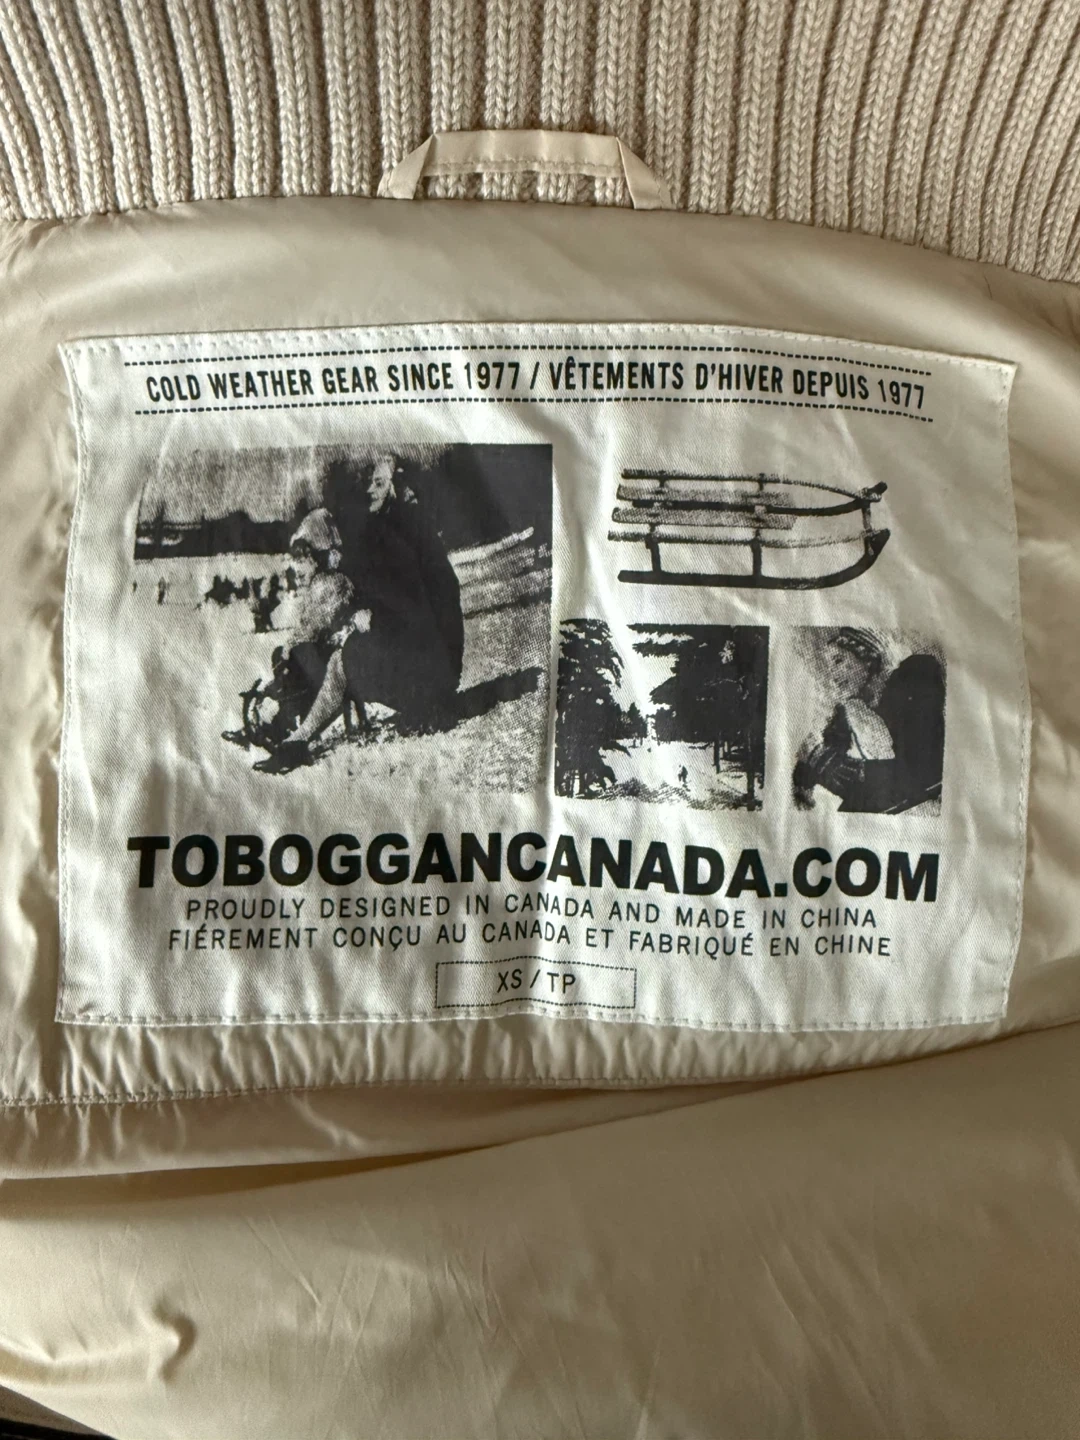 COLD WEATHER GEAR SINCE 1977 / VÊTEMENTS D'HIVER DEPUIS 1977
TOBOGGANCANADA.COM
PROUDLY DESIGNED IN CANADA AND MADE IN CHINA
FIÉREMENT CONÇU AU CANADA ET FABRIQUÉ EN CHINE
XS / TP